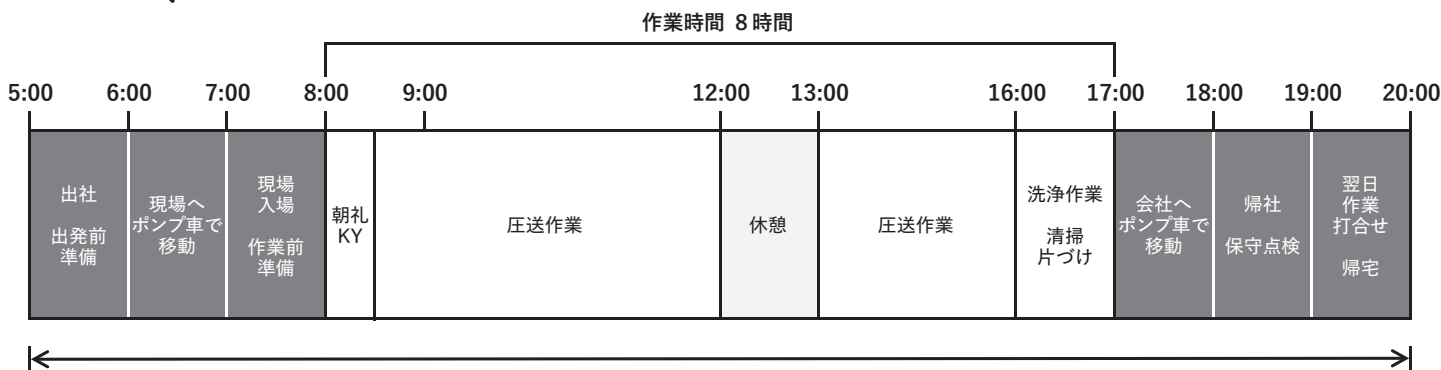 作業時間 8時間
5:00 6:00 7:00 8:00 9:00 12:00 13:00 16:00 17:00 18:00 19:00 20:00
出社
出発前
準備
現場へ
ポンプ車で
移動
現場
入場
作業前
準備
朝礼
KY
圧送作業
休憩
圧送作業
洗浄作業
清掃
片づけ
会社へ
ポンプ車で
移動
帰社
保守点検
翌日
作業
打合せ
帰宅